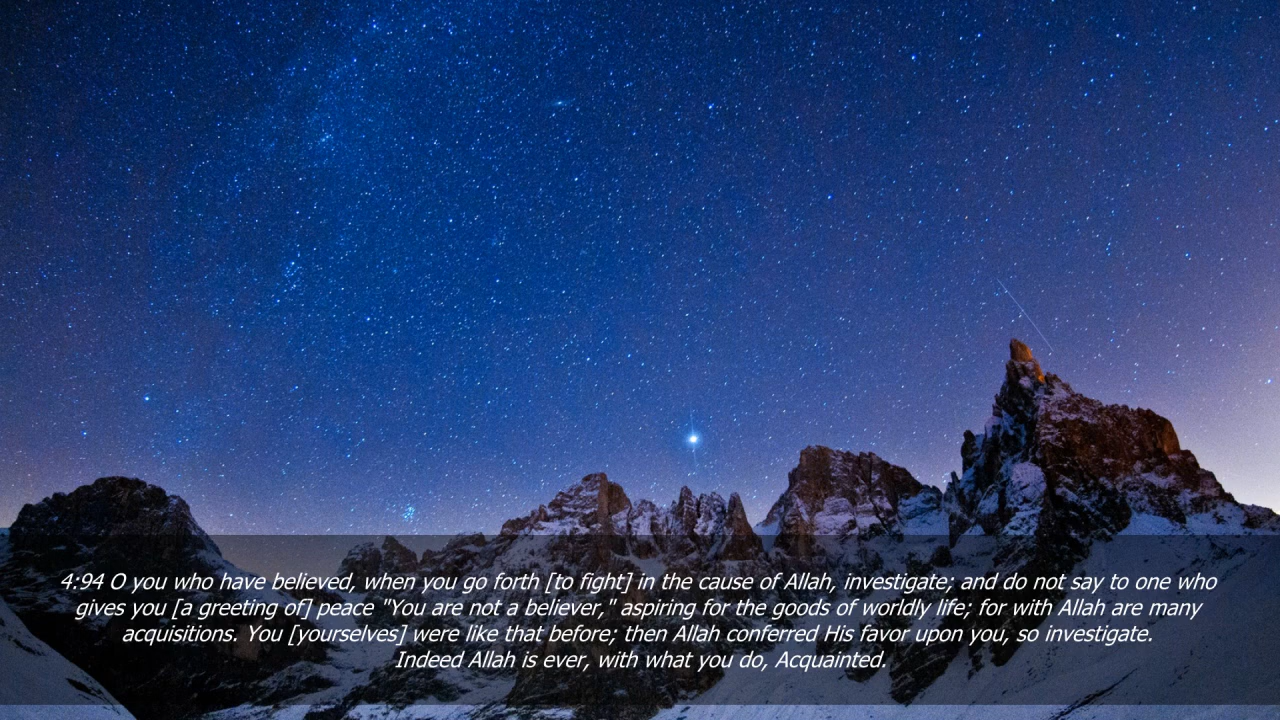 4:94 O you who have believed, when you go forth [to fight] in the cause of Allah, investigate; and do not say to one who
gives you [a greeting of] peace "You are not a believer," aspiring for the goods of worldly life; for with Allah are many
acquisitions. You [yourselves] were like that before; then Allah conferred His favor upon you, so investigate.
Indeed Allah is ever, with what you do, Acquainted.